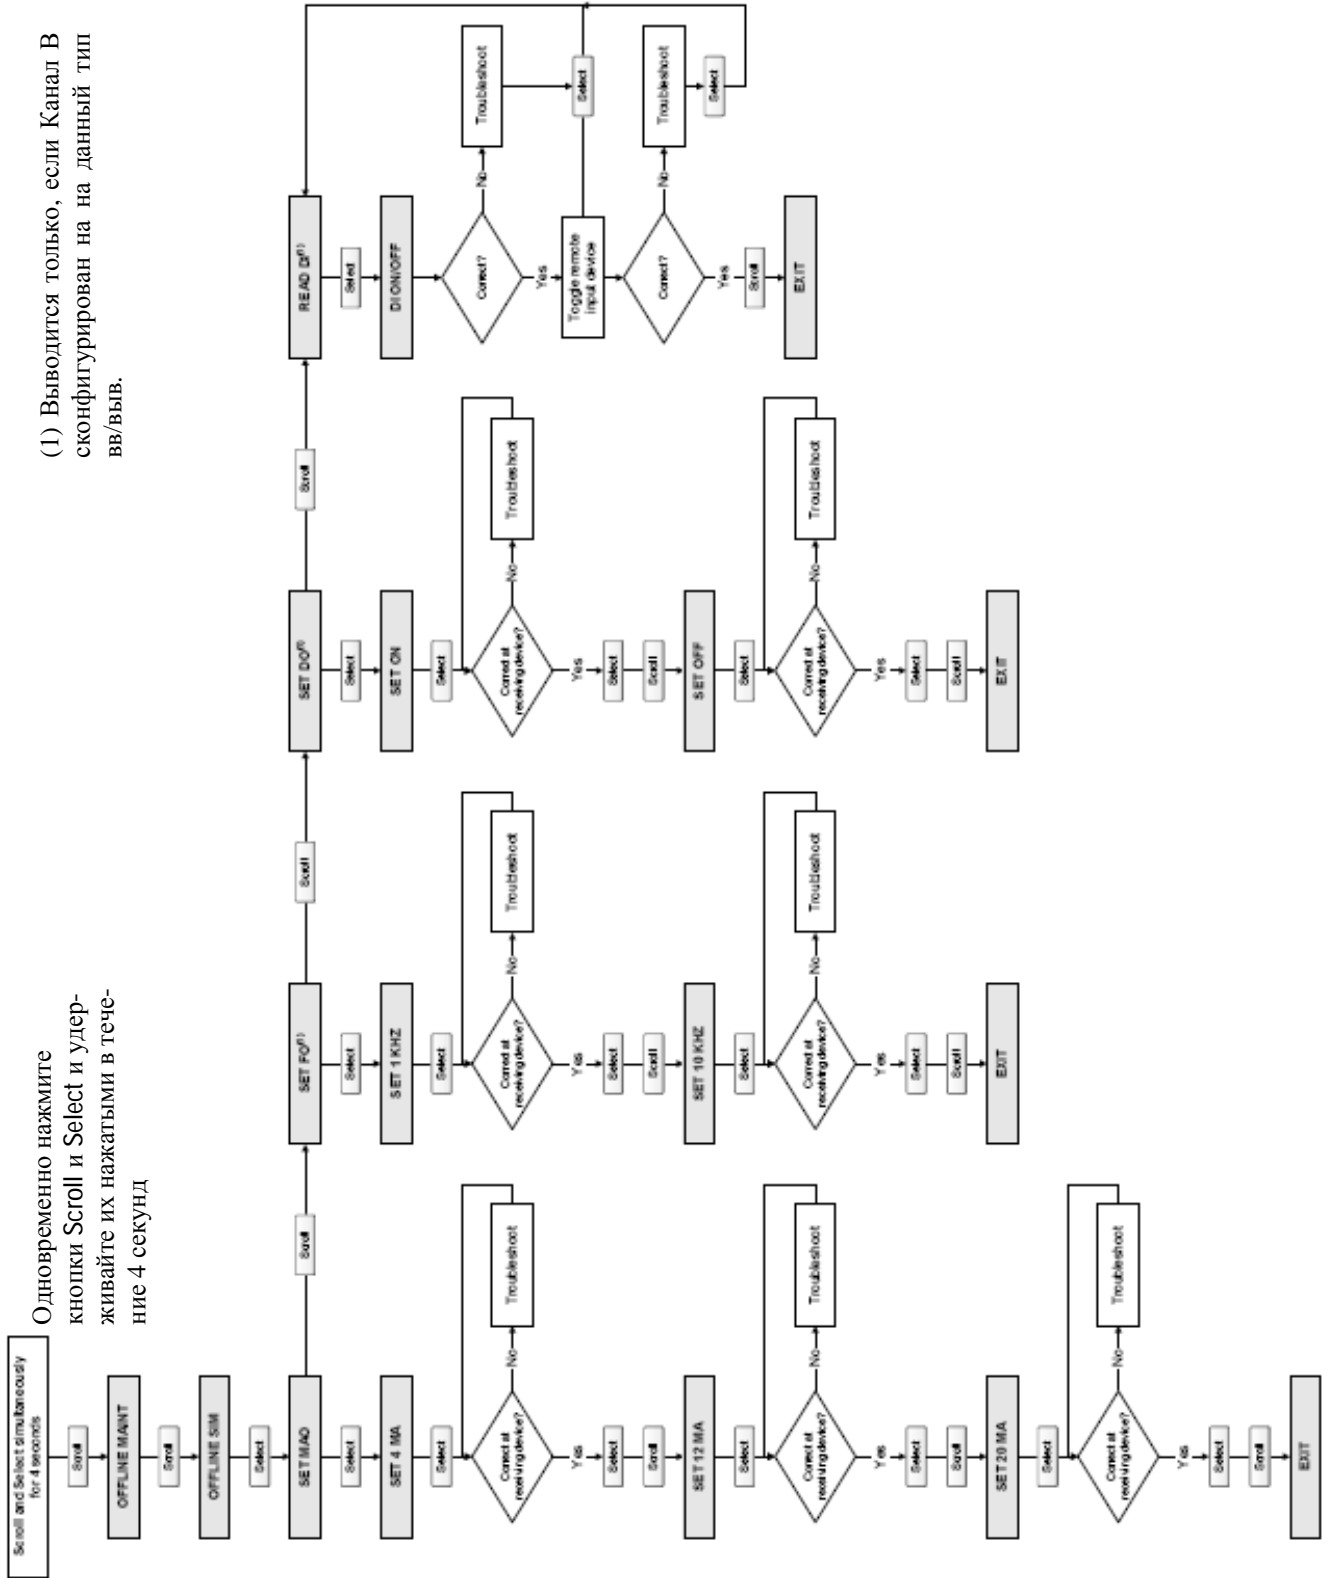 Scroll and Select simultaneously
for 4 seconds
Одновременно нажмите
кнопки Scroll и Select и удер-
живайте их нажатыми в тече-
ние 4 секунд
(1) Выводится только, если Канал В
сконфигурирован на на данный тип
вв/выв.
Scroll
OFFLINE MAINT
Scroll
OFFLINE SIM
Select
SET MAO
Select
SET 4 MA
Select
Correct at
receiving device?
No
Troubleshoot
Yes
Select
Scroll
SET 12 MA
Select
Correct at
receiving device?
No
Troubleshoot
Yes
Select
Scroll
SET 20 MA
Select
Correct at
receiving device?
No
Troubleshoot
Yes
Select
Scroll
EXIT
Scroll
SET FO(1)
Select
SET 1 KHZ
Select
Correct at
receiving device?
No
Troubleshoot
Yes
Select
Scroll
SET 10 KHZ
Select
Correct at
receiving device?
No
Troubleshoot
Yes
Select
Scroll
EXIT
Scroll
SET DO(1)
Select
SET ON
Select
Correct at
receiving device?
No
Troubleshoot
Yes
Select
Scroll
SET OFF
Select
Correct at
receiving device?
No
Troubleshoot
Yes
Select
Scroll
EXIT
Scroll
READ DI(1)
Select
DI ON/OFF
Correct?
No
Troubleshoot
Select
Yes
Toggle remote
input device
Correct?
No
Troubleshoot
Select
Yes
Scroll
EXIT